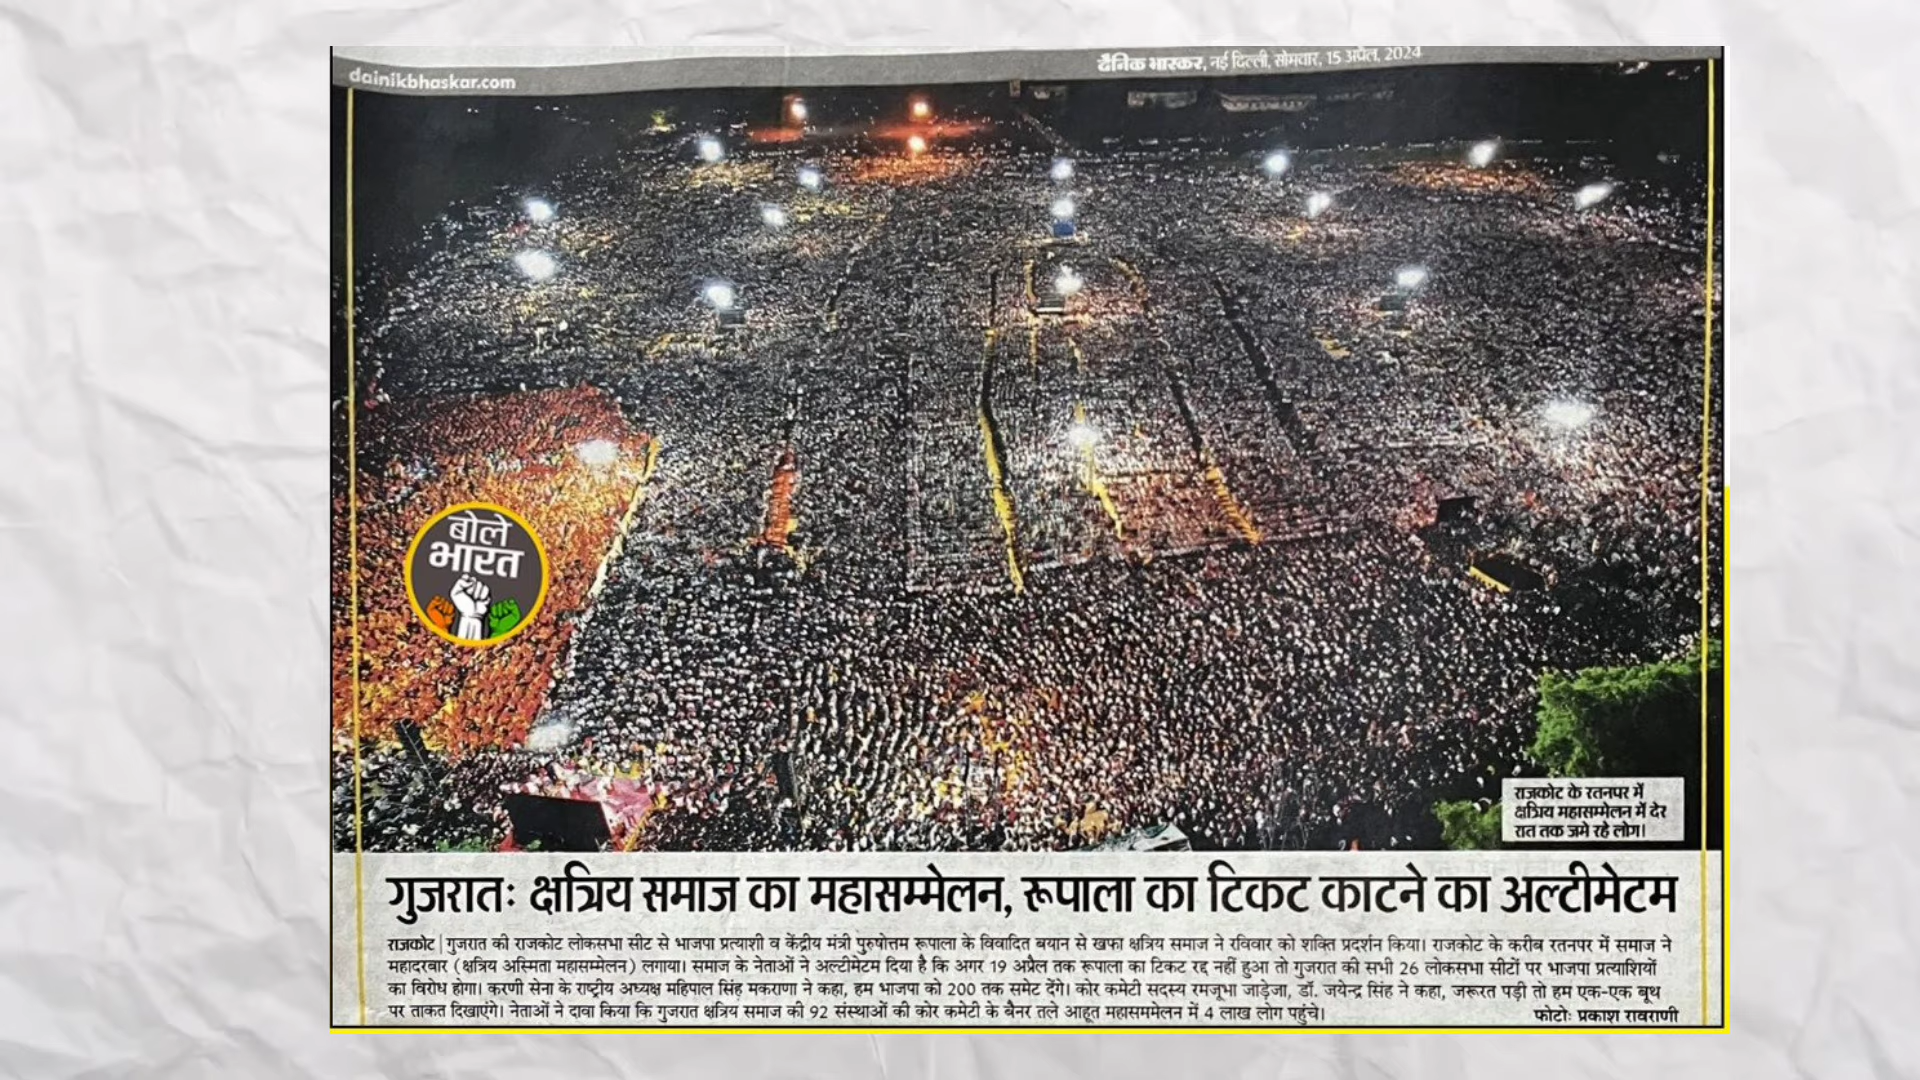 dainikbhaskar.com
दैनिक भास्कर, नई दिल्ली, सोमवार, 15 अप्रैल, 2024
बोले
भारत
राजकोट के रतनपर में
क्षत्रिय महासम्मेलन में देर
रात तक जमे रहे लोग।
गुजरातः क्षत्रिय समाज का महासम्मेलन, रूपाला का टिकट काटने का अल्टीमेटम
राजकोट | गुजरात की राजकोट लोकसभा सीट से भाजपा प्रत्याशी व केंद्रीय मंत्री पुरुषोत्तम रूपाला के विवादित बयान से खफा क्षत्रिय समाज ने रविवार को शक्ति प्रदर्शन किया। राजकोट के करीब रतनपर में समाज ने
महादरबार (क्षत्रिय अस्मिता महासम्मेलन) लगाया। समाज के नेताओं ने अल्टीमेटम दिया है कि अगर 19 अप्रैल तक रूपाला का टिकट रद्द नहीं हुआ तो गुजरात की सभी 26 लोकसभा सीटों पर भाजपा प्रत्याशियों
का विरोध होगा। करणी सेना के राष्ट्रीय अध्यक्ष महिपाल सिंह मकराणा ने कहा, हम भाजपा को 200 तक समेट देंगे। कोर कमेटी सदस्य रमजूभा जाड़ेजा, डॉ. जयेन्द्र सिंह ने कहा, जरूरत पड़ी तो हम एक-एक बूथ
पर ताकत दिखाएंगे। नेताओं ने दावा किया कि गुजरात क्षत्रिय समाज की 92 संस्थाओं की कोर कमेटी के बैनर तले आहूत महासममलेन में 4 लाख लोग पहुंचे।
फोटोः प्रकाश रावराणी